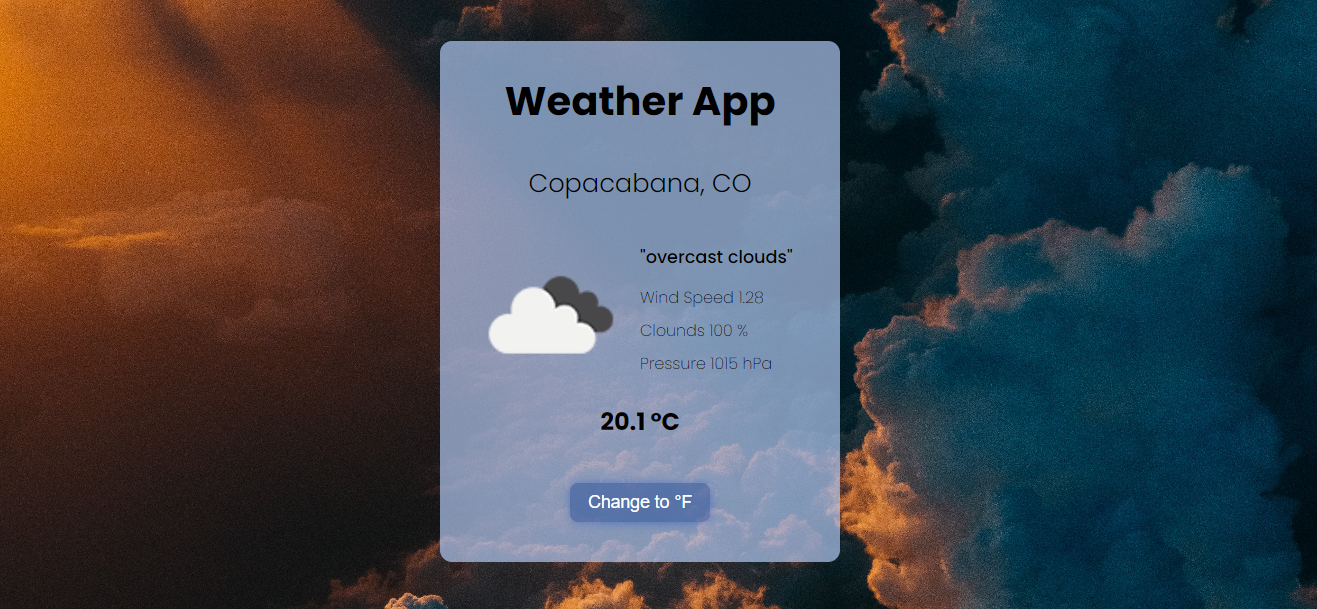 Weather App
Copacabana, CO
"overcast clouds"
Wind Speed 1.28
Clounds 100 %
Pressure 1015 hPa
20.1 °C
Change to °F